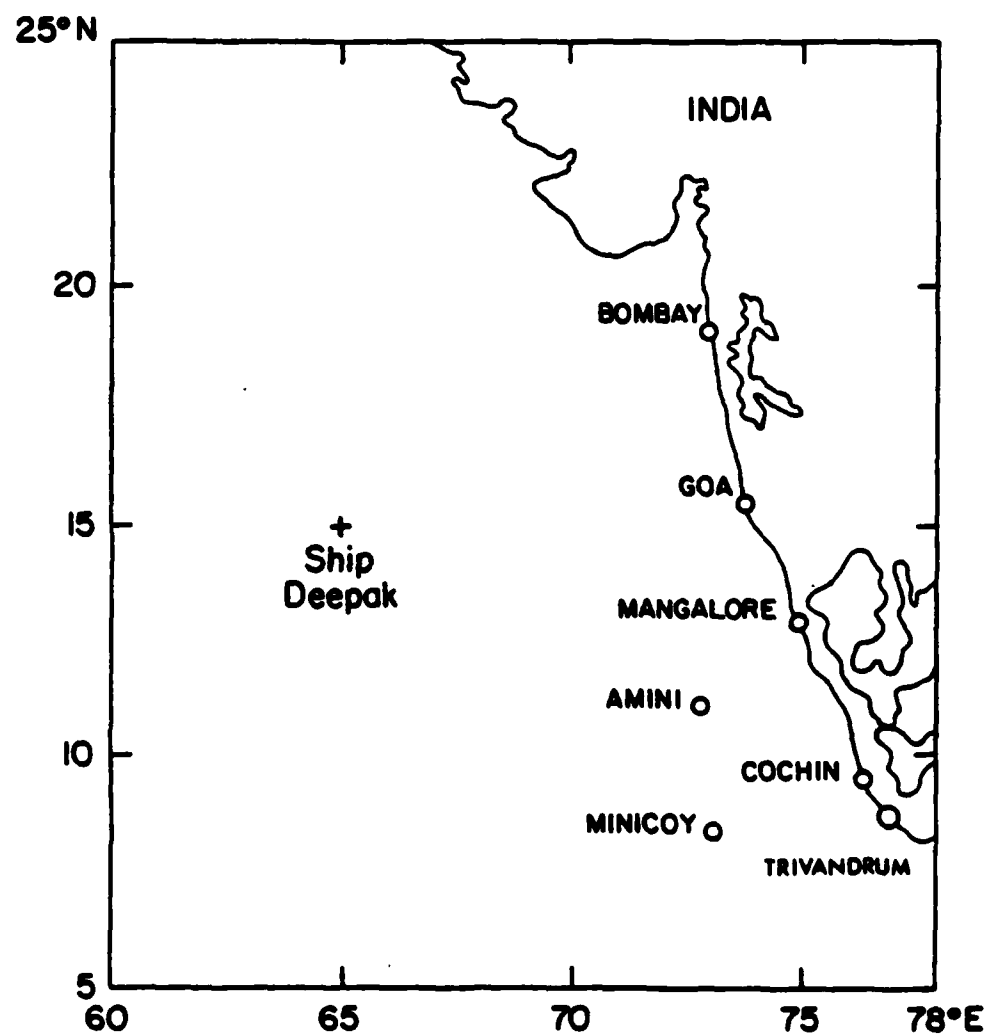 25°N
INDIA
20
BOMBAY
GOA
15
Ship
Deepak
MANGALORE
AMINI
10
COCHIN
MINICOY
TRIVANDRUM
5
60 65 70 75 78°E